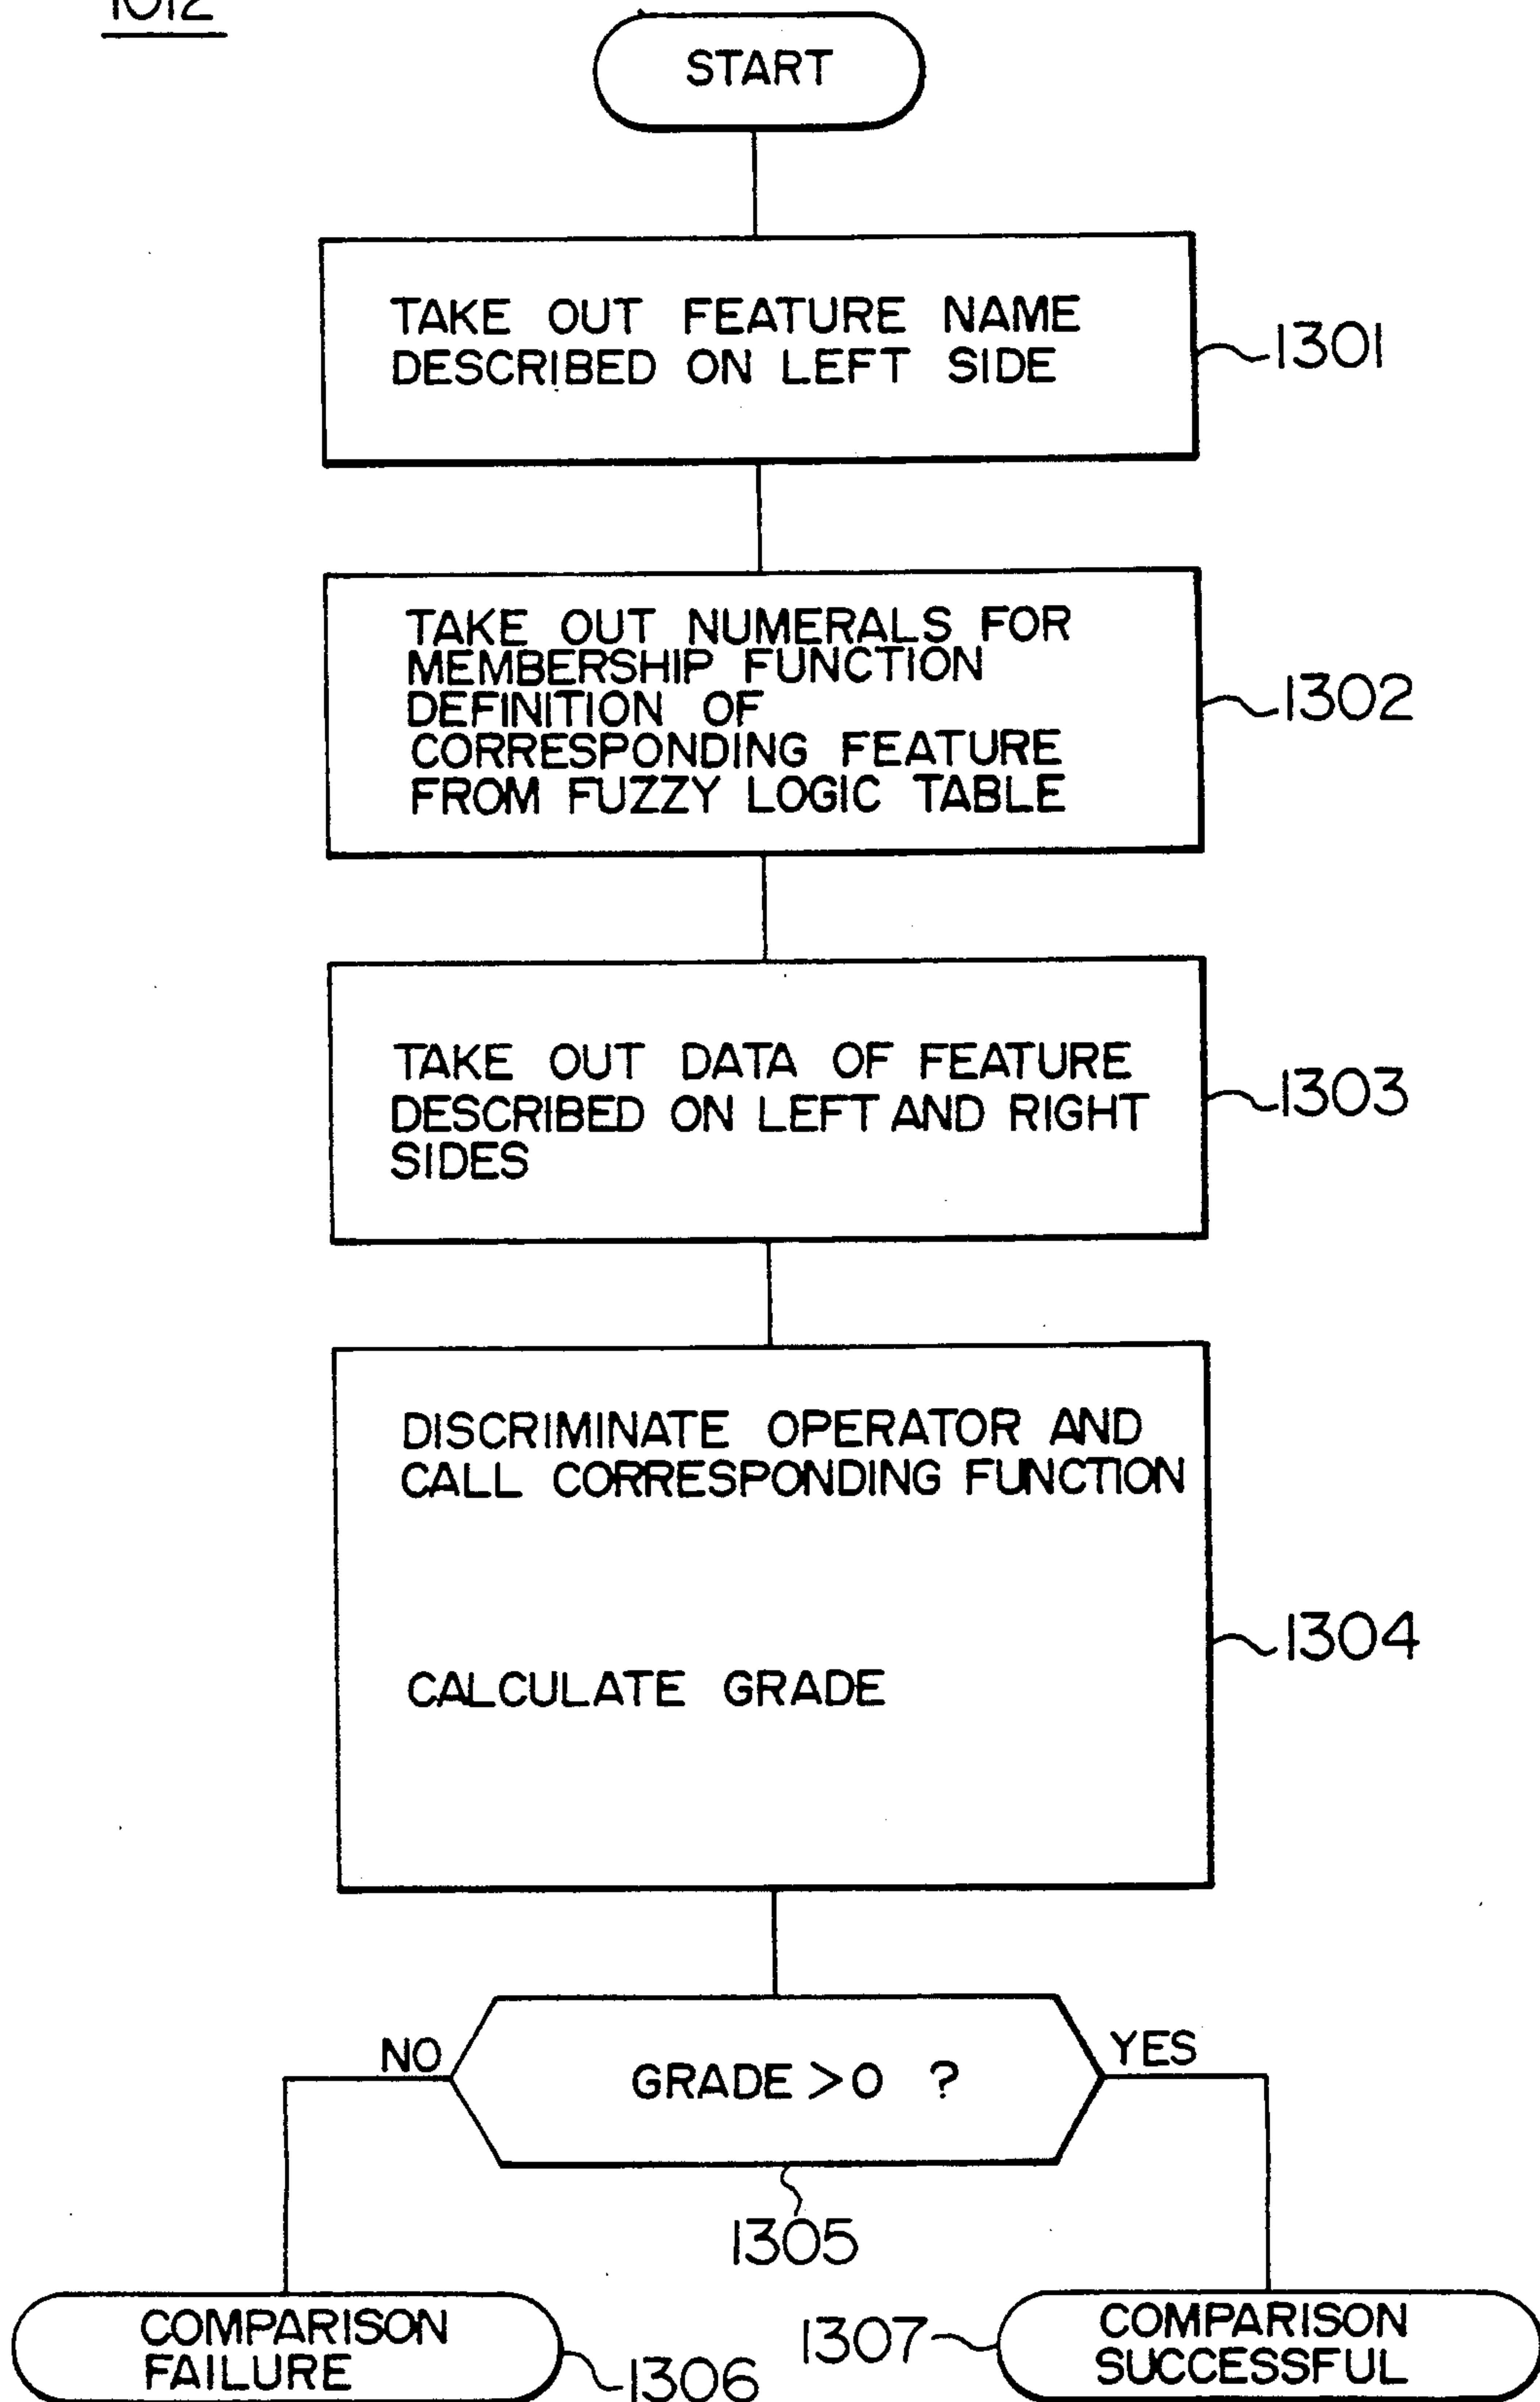 1012
START
TAKE OUT FEATURE NAME
DESCRIBED ON LEFT SIDE
1301
TAKE OUT NUMERALS FOR
MEMBERSHIP FUNCTION
DEFINITION OF
CORRESPONDING FEATURE
FROM FUZZY LOGIC TABLE
1302
TAKE OUT DATA OF FEATURE
DESCRIBED ON LEFT AND RIGHT
SIDES
1303
DISCRIMINATE OPERATOR AND
CALL CORRESPONDING FUNCTION
CALCULATE GRADE
1304
NO
GRADE > 0 ?
YES
1305
COMPARISON
FAILURE
1306
1307
COMPARISON
SUCCESSFUL